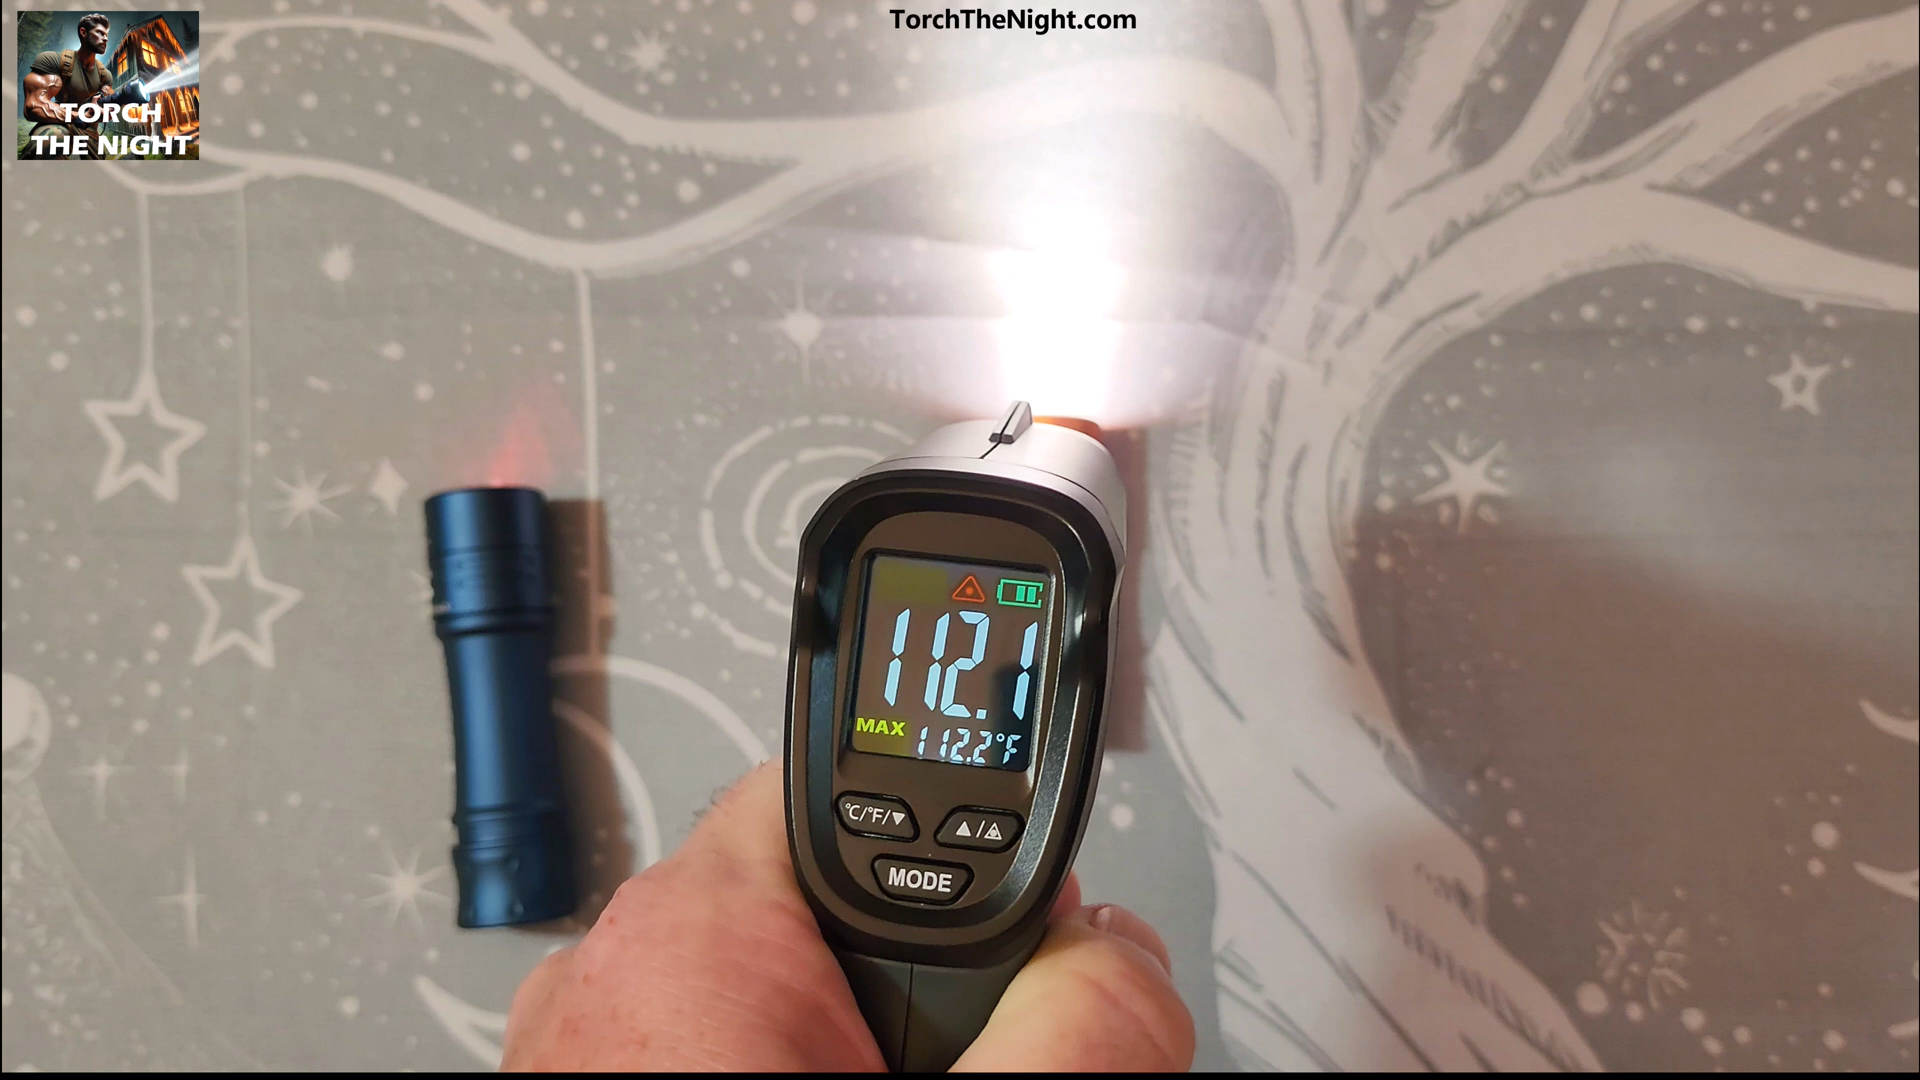 TorchTheNight.com
TORCH
THE NIGHT
112.1
MAX 112.2°F
°C/°F/▼
▲/⚠
MODE